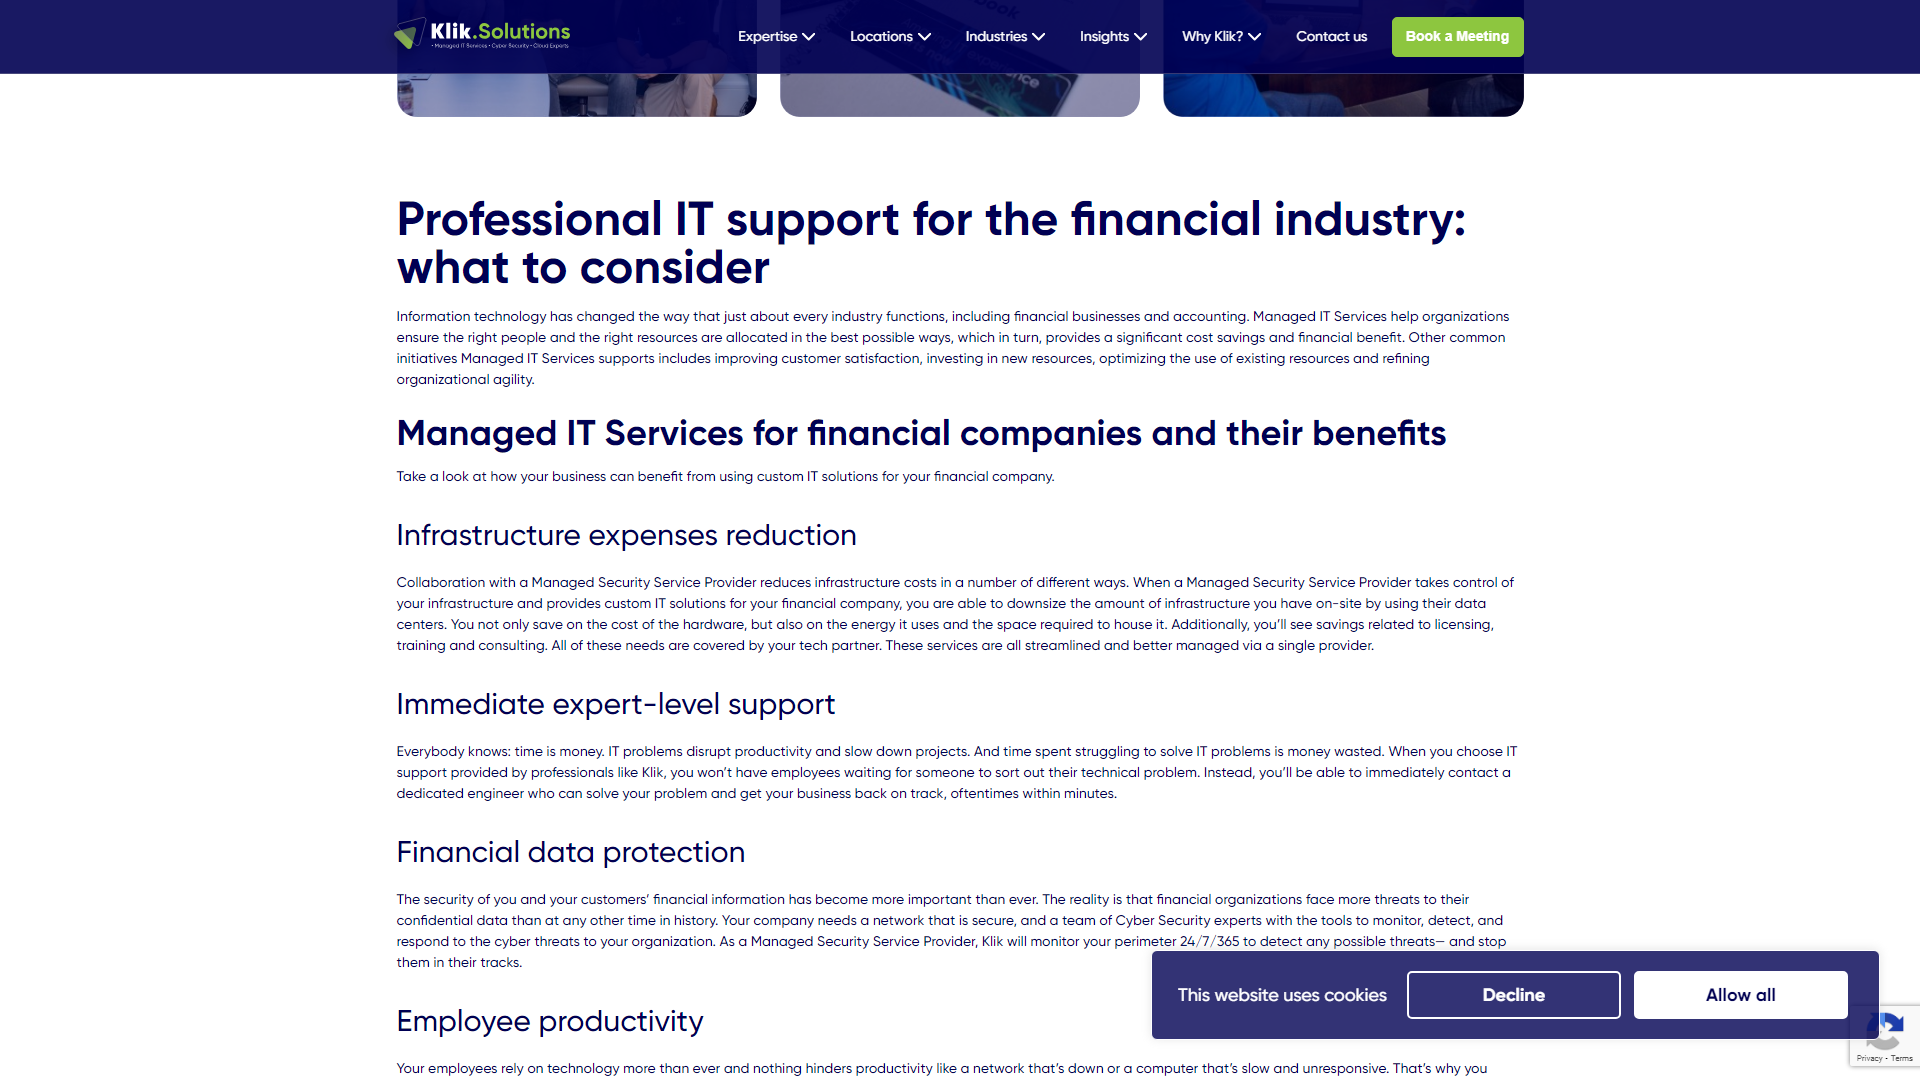 Klik.Solutions
• Managed IT Services • Cyber Security • Cloud Experts
Expertise
Locations
Industries
Insights
Why Klik?
Contact us
Book a Meeting
Professional IT support for the financial industry:
what to consider
Information technology has changed the way that just about every industry functions, including financial businesses and accounting. Managed IT Services help organizations
ensure the right people and the right resources are allocated in the best possible ways, which in turn, provides a significant cost savings and financial benefit. Other common
initiatives Managed IT Services supports includes improving customer satisfaction, investing in new resources, optimizing the use of existing resources and refining
organizational agility.
Managed IT Services for financial companies and their benefits
Take a look at how your business can benefit from using custom IT solutions for your financial company.
Infrastructure expenses reduction
Collaboration with a Managed Security Service Provider reduces infrastructure costs in a number of different ways. When a Managed Security Service Provider takes control of
your infrastructure and provides custom IT solutions for your financial company, you are able to downsize the amount of infrastructure you have on-site by using their data
centers. You not only save on the cost of the hardware, but also on the energy it uses and the space required to house it. Additionally, you’ll see savings related to licensing,
training and consulting. All of these needs are covered by your tech partner. These services are all streamlined and better managed via a single provider.
Immediate expert-level support
Everybody knows: time is money. IT problems disrupt productivity and slow down projects. And time spent struggling to solve IT problems is money wasted. When you choose IT
support provided by professionals like Klik, you won’t have employees waiting for someone to sort out their technical problem. Instead, you’ll be able to immediately contact a
dedicated engineer who can solve your problem and get your business back on track, oftentimes within minutes.
Financial data protection
The security of you and your customers’ financial information has become more important than ever. The reality is that financial organizations face more threats to their
confidential data than at any other time in history. Your company needs a network that is secure, and a team of Cyber Security experts with the tools to monitor, detect, and
respond to the cyber threats to your organization. As a Managed Security Service Provider, Klik will monitor your perimeter 24/7/365 to detect any possible threats— and stop
them in their tracks.
This website uses cookies
Decline
Allow all
Employee productivity
Privacy - Terms
Your employees rely on technology more than ever and nothing hinders productivity like a network that’s down or a computer that’s slow and unresponsive. That’s why you